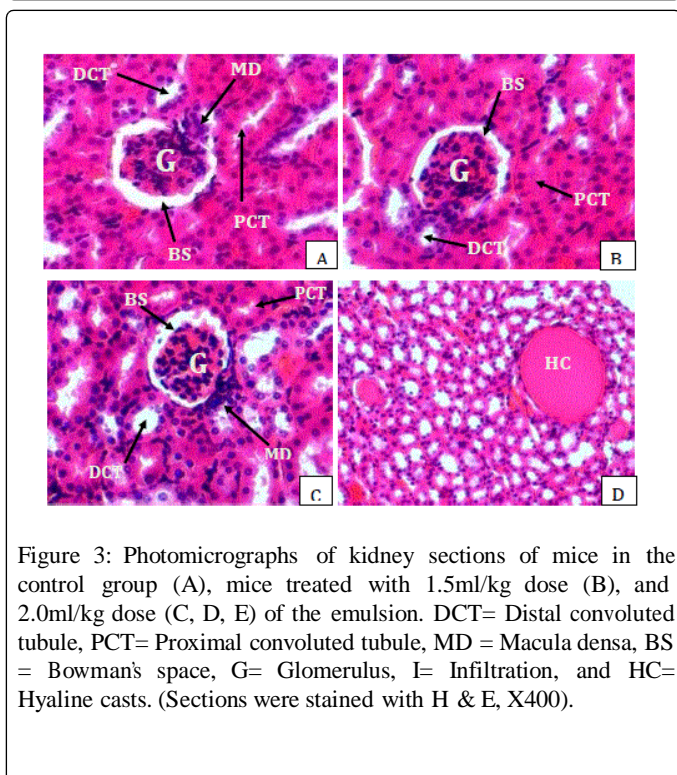 DCT MD
G
PCT
BS
A
BS
G
PCT
DCT
B
BS PCT
G
DCT
MD
C
HC
D
Figure 3: Photomicrographs of kidney sections of mice in the
control group (A), mice treated with 1.5ml/kg dose (B), and
2.0ml/kg dose (C, D, E) of the emulsion. DCT= Distal convoluted
tubule, PCT= Proximal convoluted tubule, MD = Macula densa, BS
= Bowman's space, G= Glomerulus, I= Infiltration, and HC=
Hyaline casts. (Sections were stained with H & E, X400).